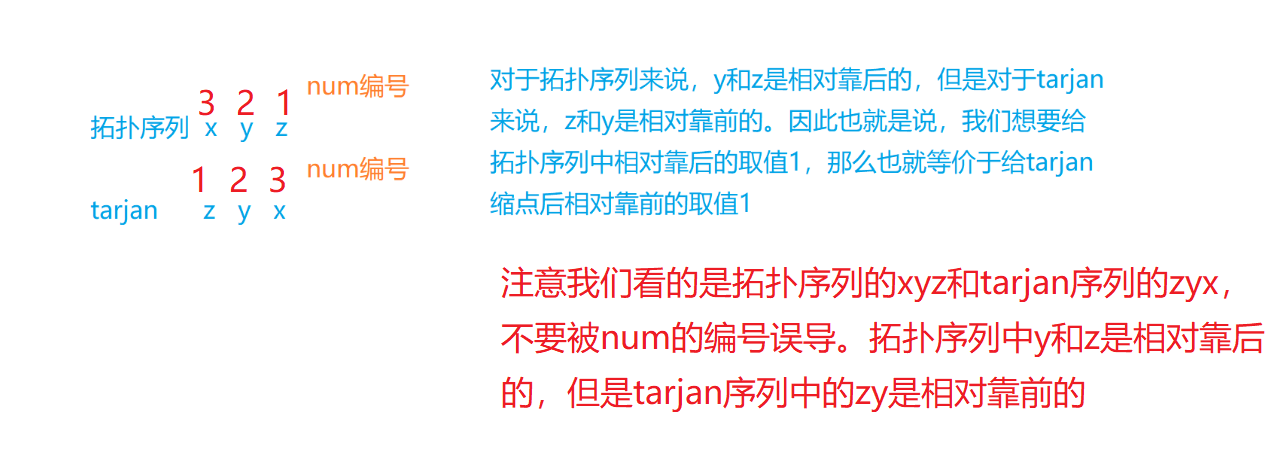 num编号
3 2 1
拓扑序列 x y z
num编号
1 2 3
tarjan z y x
对于拓扑序列来说，y和z是相对靠后的，但是对于tarjan
来说，z和y是相对靠前的。因此也就是说，我们想要给
拓扑序列中相对靠后的取值1，那么也就等价于给tarjan
缩点后相对靠前的取值1
注意我们看的是拓扑序列的xyz和tarjan序列的zyx，
不要被num的编号误导。拓扑序列中y和z是相对靠后
的，但是tarjan序列中的zy是相对靠前的